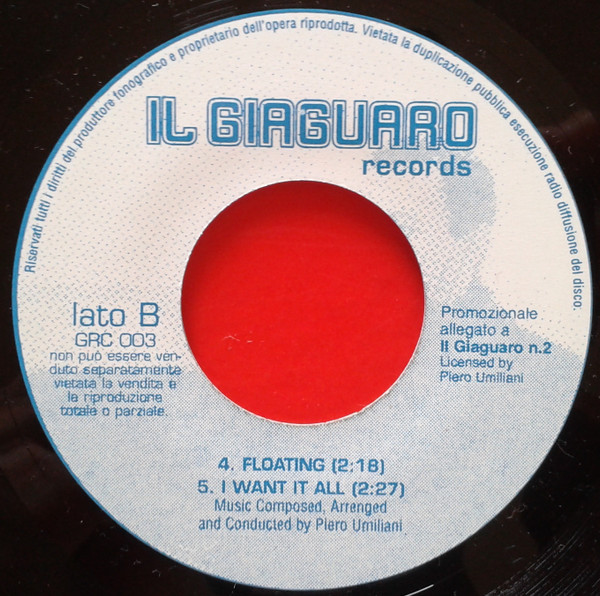 Riservati tutti i diritti del produttore fonografico e proprietario dell'opera riprodotta. Vietata la duplicazione pubblica esecuzione radio diffusione del disco.
IL GIAGUARO
records
lato B
GRC 003
non può essere ven-
duto separatamente
vietata la vendita e
la riproduzione
totale o parziale.
Promozionale
allegato a
Il Giaguaro n.2
Licensed by
Piero Umiliani
4. FLOATING (2:18)
5. I WANT IT ALL (2:27)
Music Composed, Arranged
and Conducted by Piero Umiliani